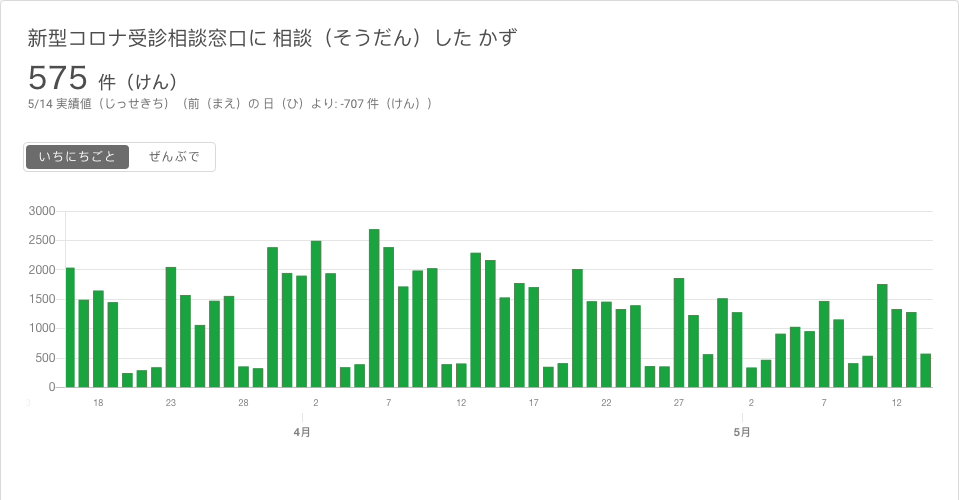 新型コロナ受診相談窓口に 相談（そうだん）した かず
575 件（けん）
5/14 実績値（じっせきち）（前（まえ）の 日（ひ）より: -707 件（けん））
いちにちごと ぜんぶで
3000
2500
2000
1500
1000
500
0
18 23 28 2 7 12 17 22 27 2 7 12
4月 5月